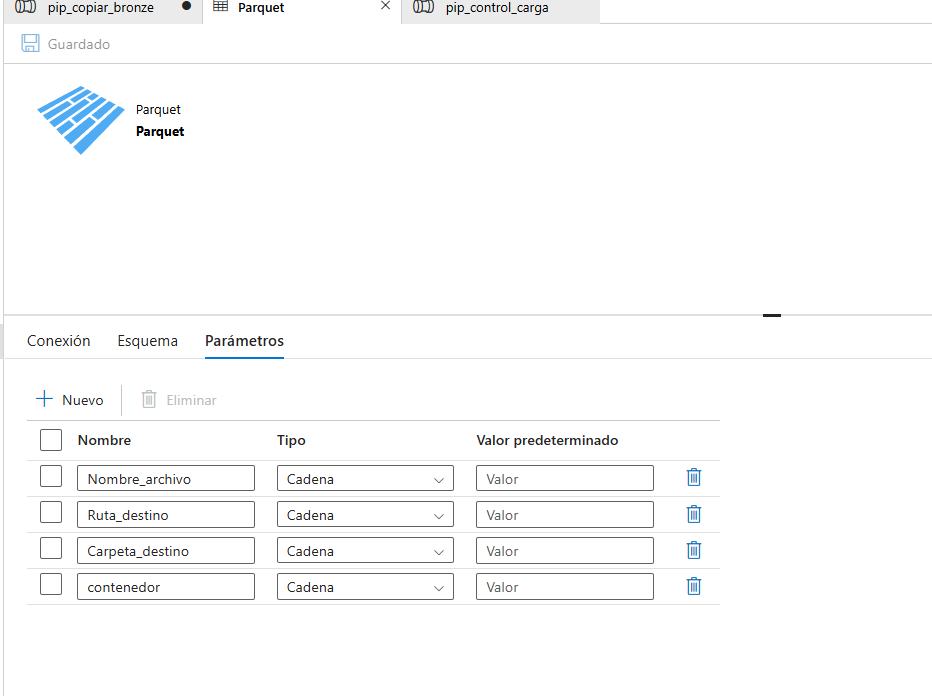 pip_copiar_bronze Parquet pip_control_carga
Guardado
Parquet
Parquet
Conexión Esquema Parámetros
Nuevo Eliminar
Nombre Tipo Valor predeterminado
Nombre_archivo Cadena Valor
Ruta_destino Cadena Valor
Carpeta_destino Cadena Valor
contenedor Cadena Valor